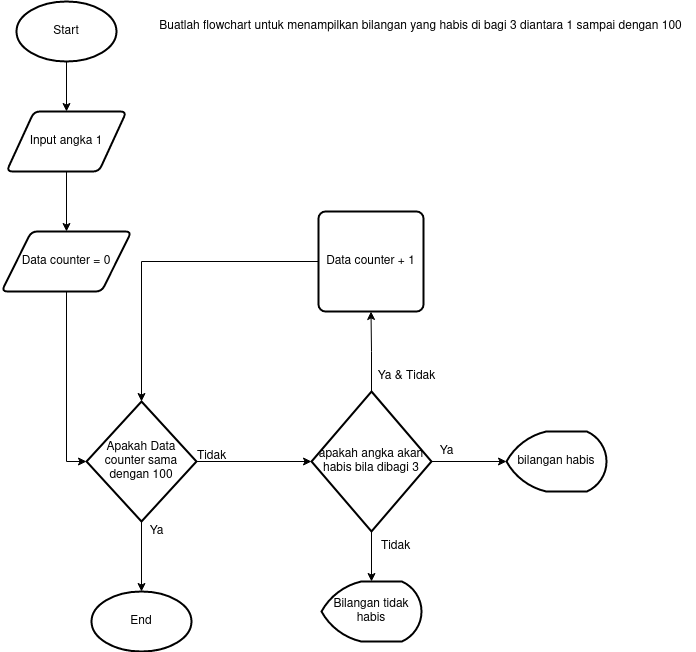 Start
Buatlah flowchart untuk menampilkan bilangan yang habis di bagi 3 diantara 1 sampai dengan 100
Input angka 1
Data counter = 0
Data counter + 1
Ya & Tidak
Apakah Data
counter sama
dengan 100
Tidak
apakah angka akan
habis bila dibagi 3
Ya
bilangan habis
Ya
Tidak
End
Bilangan tidak
habis